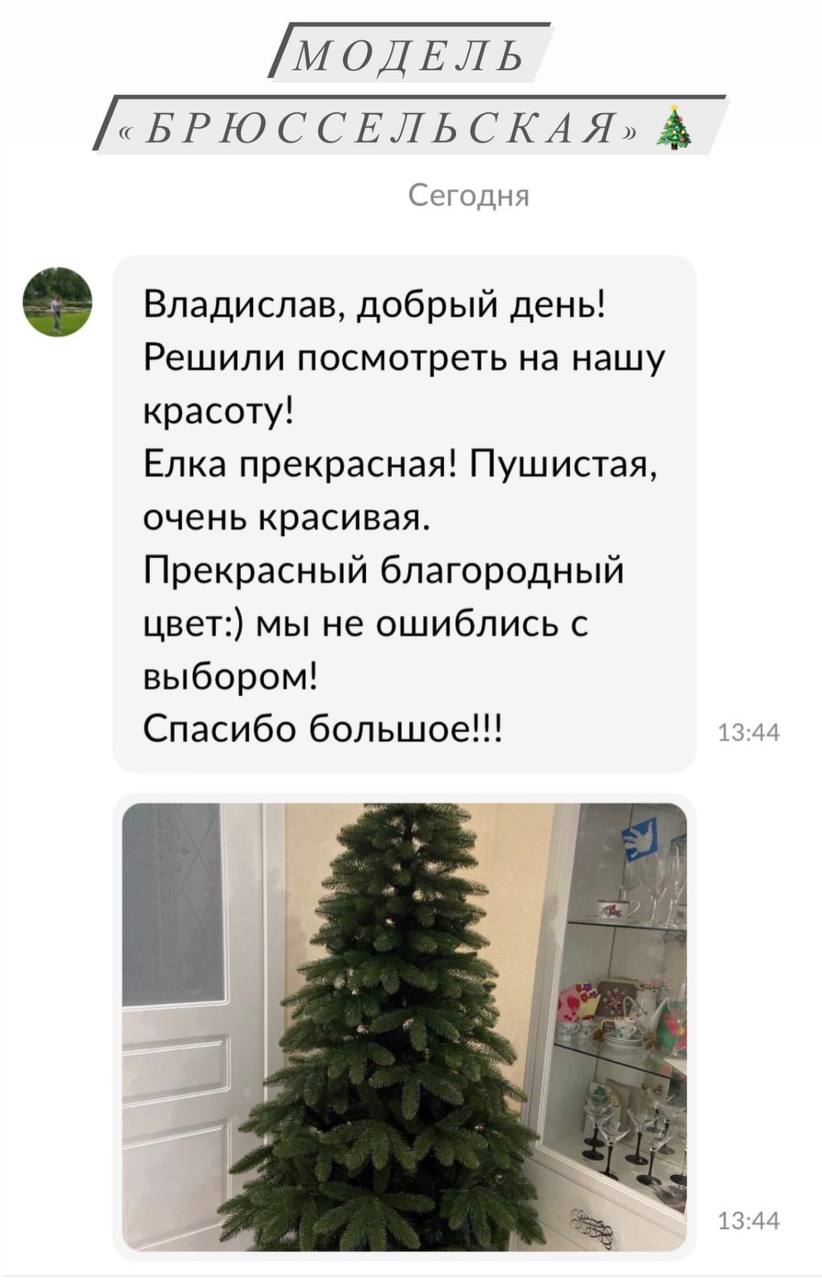 МОДЕЛЬ
«БРЮССЕЛЬСКАЯ»🎄
Сегодня
Владислав, добрый день!
Решили посмотреть на нашу
красоту!
Елка прекрасная! Пушистая,
очень красивая.
Прекрасный благородный
цвет:) мы не ошиблись с
выбором!
Спасибо большое!!!
13:44
13:44